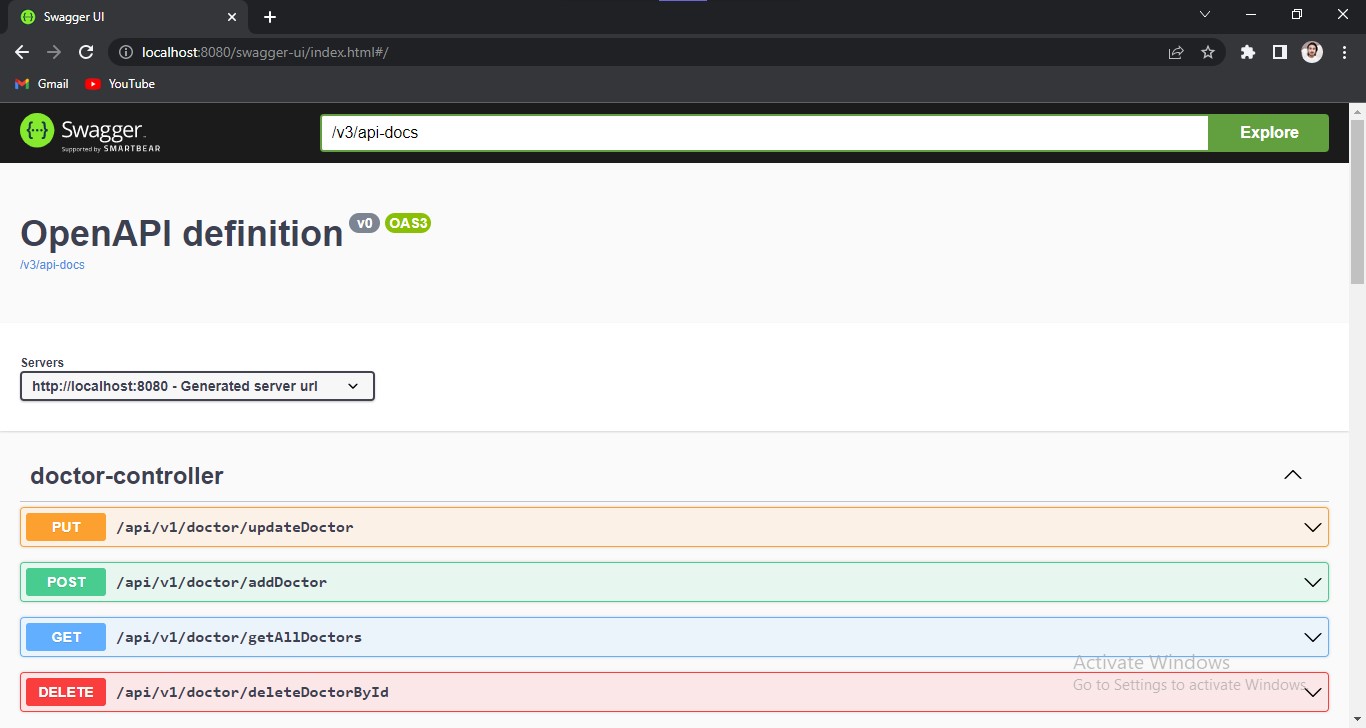 Swagger UI
localhost:8080/swagger-ui/index.html#/
Gmail
YouTube
Swagger.
Supported by SMARTBEAR
/v3/api-docs
Explore
OpenAPI definition v0 OAS3
/v3/api-docs
Servers
http://localhost:8080 - Generated server url
doctor-controller
PUT /api/v1/doctor/updateDoctor
POST /api/v1/doctor/addDoctor
GET /api/v1/doctor/getAllDoctors
DELETE /api/v1/doctor/deleteDoctorById
Activate Windows
Go to Settings to activate Windows.